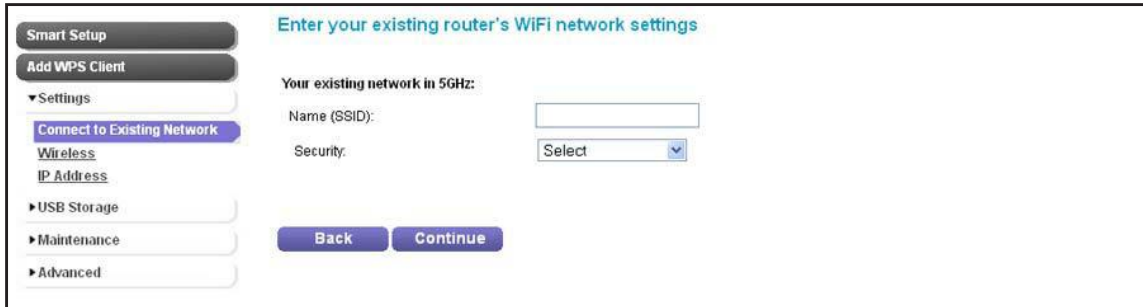 Smart Setup
Add WPS Client
▾Settings
Connect to Existing Network
Wireless
IP Address
▸USB Storage
▸Maintenance
▸Advanced
Enter your existing router's WiFi network settings
Your existing network in 5GHz:
Name (SSID):
Security: Select
Back Continue